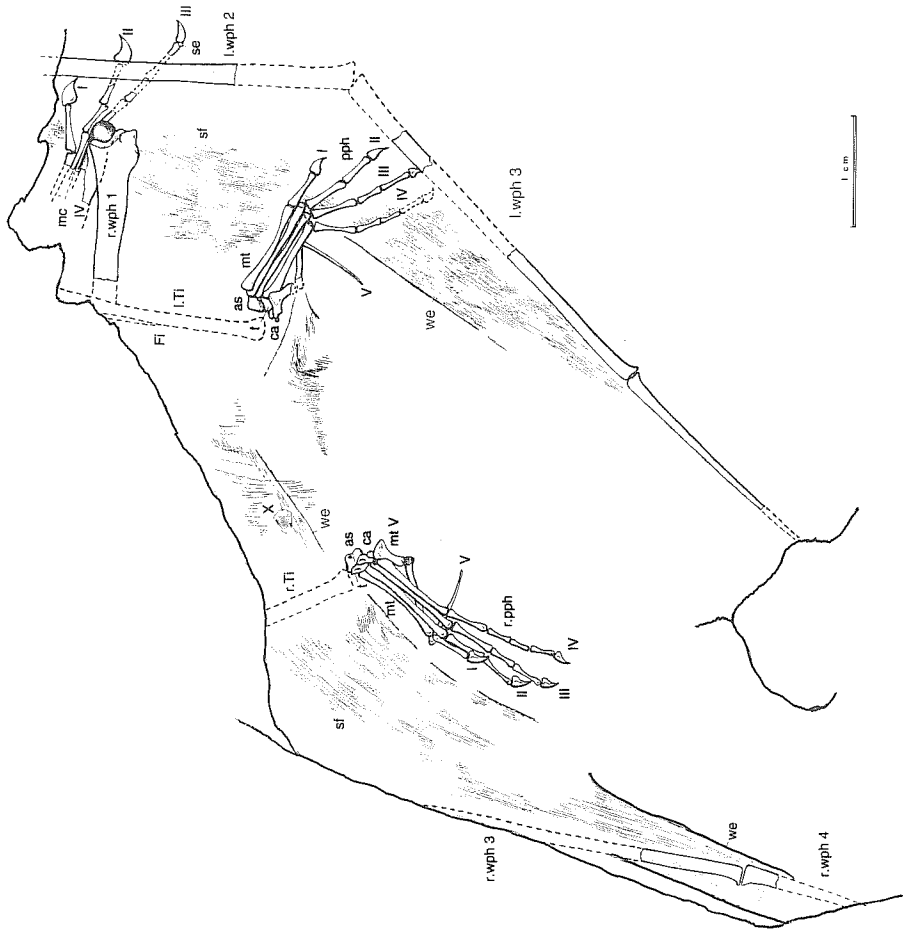 III
II
I
se
l.wph 2
mc
IV
r.wph 1
sf
I
pph
II
III
IV
mt
l.Ti
as
ca
Fi
V
we
l.wph 3
1 cm
X
we
r.Ti
as
ca
mt V
mt
V
r.pph
I
II
III
IV
sf
r.wph 3
we
r.wph 4